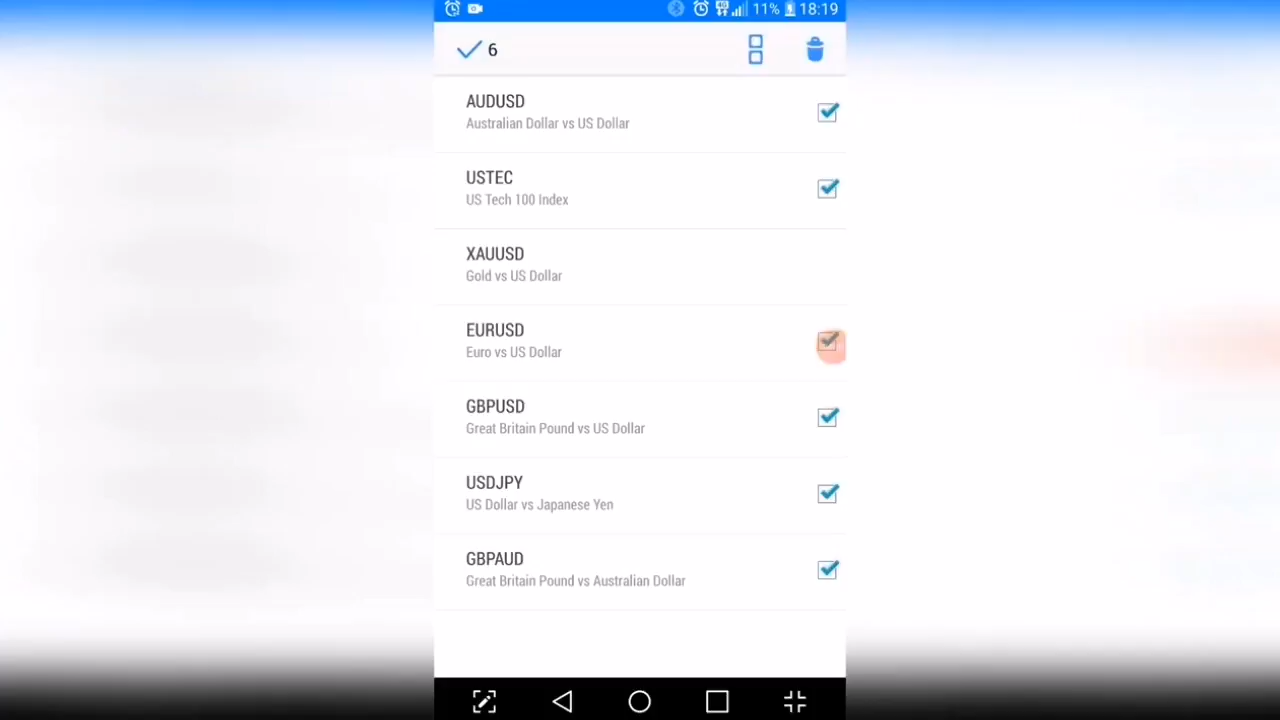 11% 18:19
6
AUDUSD
Australian Dollar vs US Dollar
USTEC
US Tech 100 Index
XAUUSD
Gold vs US Dollar
EURUSD
Euro vs US Dollar
GBPUSD
Great Britain Pound vs US Dollar
USDJPY
US Dollar vs Japanese Yen
GBPAUD
Great Britain Pound vs Australian Dollar